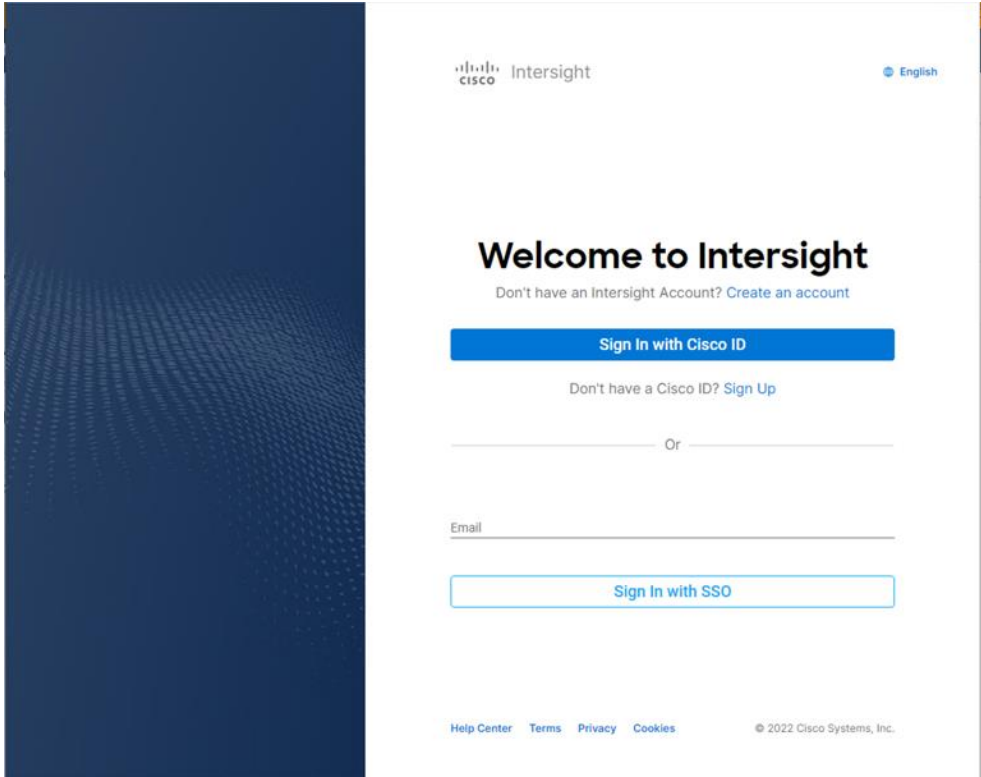 CISCO Intersight
English
Welcome to Intersight
Don't have an Intersight Account? Create an account
Sign In with Cisco ID
Don't have a Cisco ID? Sign Up
Or
Email
Sign In with SSO
Help Center Terms Privacy Cookies © 2022 Cisco Systems, Inc.